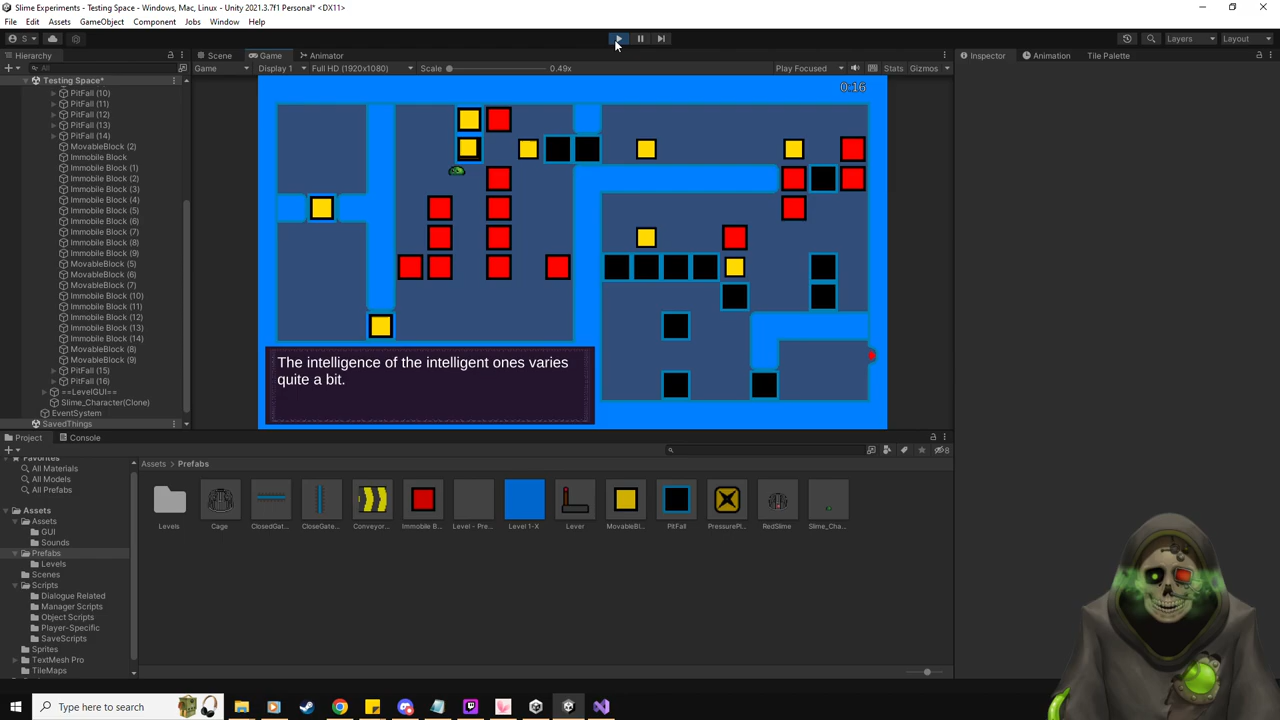 Slime Experiments - Testing Space - Windows, Mac, Linux - Unity 2021.3.7f1 Personal* <DX11>
File Edit Assets GameObject Component Jobs Window Help
S Layers Layout
Hierarchy Scene Game Animator Inspector Animation Tile Palette
All Game Display 1 Full HD (1920x1080) Scale 0.49x Play Focused Stats Gizmos
Testing Space*
PitFall (10)
PitFall (11)
PitFall (12)
PitFall (13)
PitFall (14)
MovableBlock (2)
Immobile Block
Immobile Block (1)
Immobile Block (2)
Immobile Block (3)
Immobile Block (4)
Immobile Block (5)
Immobile Block (6)
Immobile Block (7)
Immobile Block (8)
Immobile Block (9)
MovableBlock (5)
MovableBlock (6)
MovableBlock (7)
Immobile Block (10)
Immobile Block (11)
Immobile Block (12)
Immobile Block (13)
Immobile Block (14)
MovableBlock (8)
MovableBlock (9)
PitFall (15)
PitFall (16)
==LevelGUI==
Slime_Character(Clone)
EventSystem
SavedThings
0:16
The intelligence of the intelligent ones varies
quite a bit.
Project Console
8
Favorites
All Materials
All Models
All Prefabs
Assets
Assets
GUI
Sounds
Prefabs
Levels
Scenes
Scripts
Dialogue Related
Manager Scripts
Object Scripts
Player-Specific
SaveScripts
Sprites
TextMesh Pro
TileMaps
Assets > Prefabs
Levels Cage ClosedGat... CloseGate... Conveyor... Immobile B... Level - Pre... Level 1-X Lever MovableBl... PitFall PressurePl... RedSlime Slime_Cha...
Type here to search